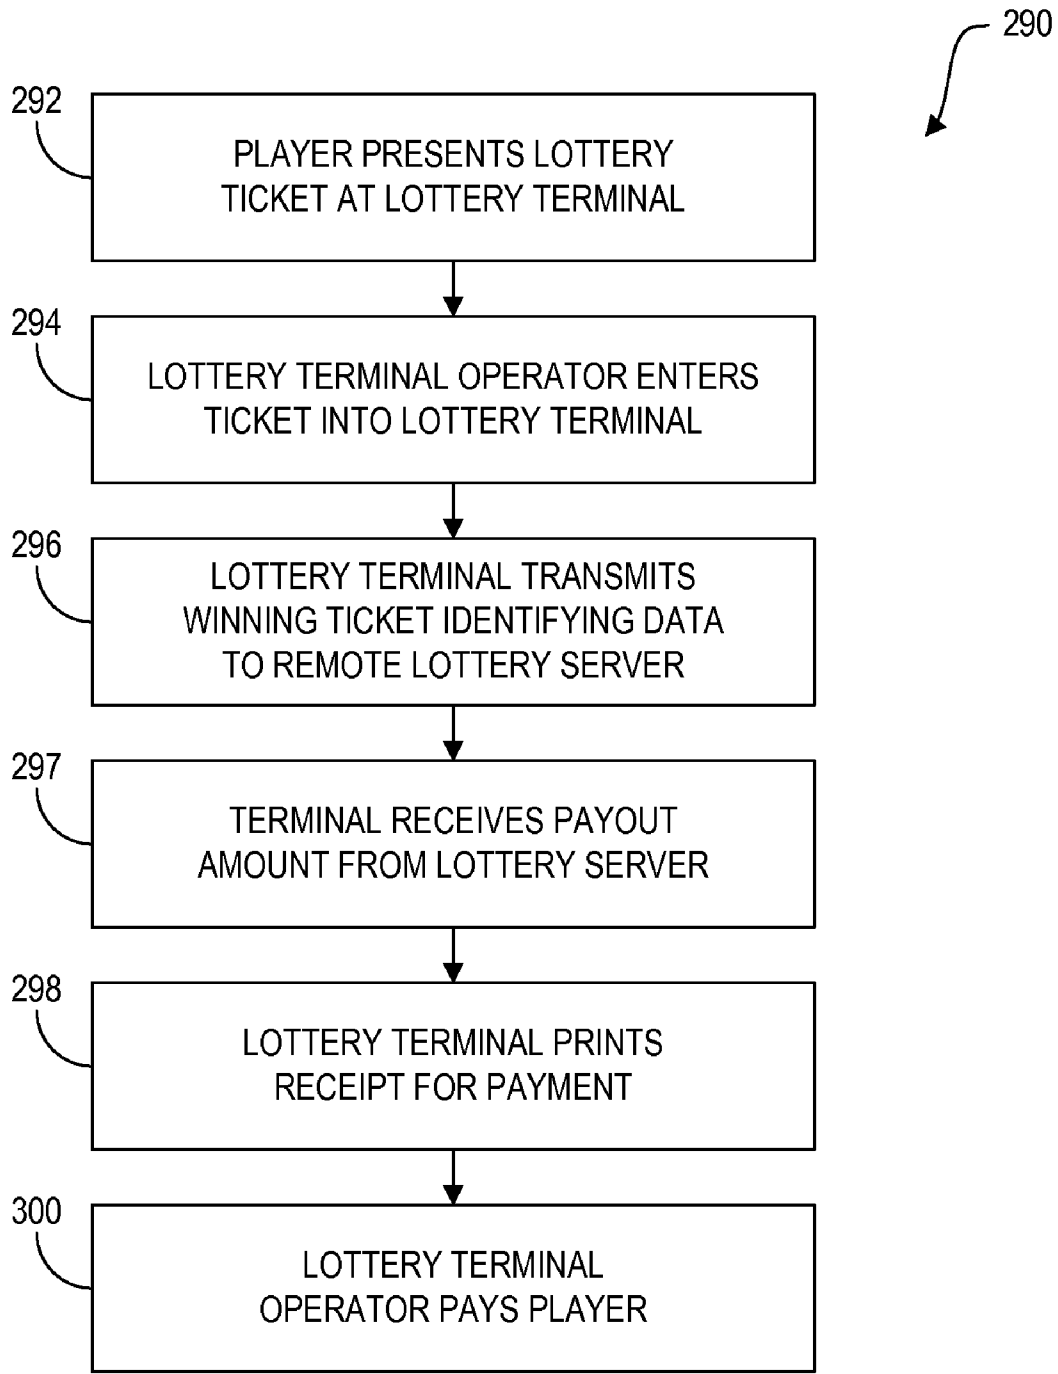 290
292
PLAYER PRESENTS LOTTERY
TICKET AT LOTTERY TERMINAL
294
LOTTERY TERMINAL OPERATOR ENTERS
TICKET INTO LOTTERY TERMINAL
296
LOTTERY TERMINAL TRANSMITS
WINNING TICKET IDENTIFYING DATA
TO REMOTE LOTTERY SERVER
297
TERMINAL RECEIVES PAYOUT
AMOUNT FROM LOTTERY SERVER
298
LOTTERY TERMINAL PRINTS
RECEIPT FOR PAYMENT
300
LOTTERY TERMINAL
OPERATOR PAYS PLAYER